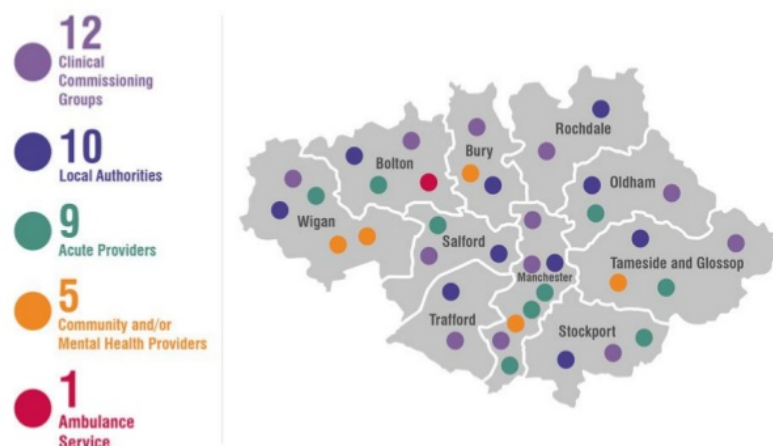 12
Clinical
Commissioning
Groups
10
Local Authorities
9
Acute Providers
5
Community and/or
Mental Health Providers
1
Ambulance
Service
Rochdale
Bury
Bolton
Oldham
Wigan
Salford
Tameside and Glossop
Manchester
Trafford
Stockport